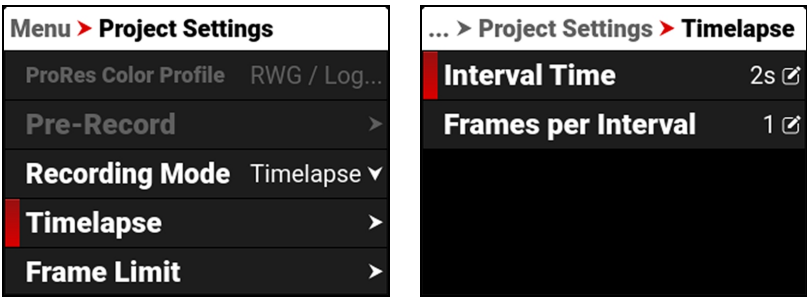 Menu ➤ Project Settings
ProRes Color Profile RWG / Log...
Pre-Record
Recording Mode Timelapse
Timelapse
Frame Limit
... ➤ Project Settings ➤ Timelapse
Interval Time 2s
Frames per Interval 1